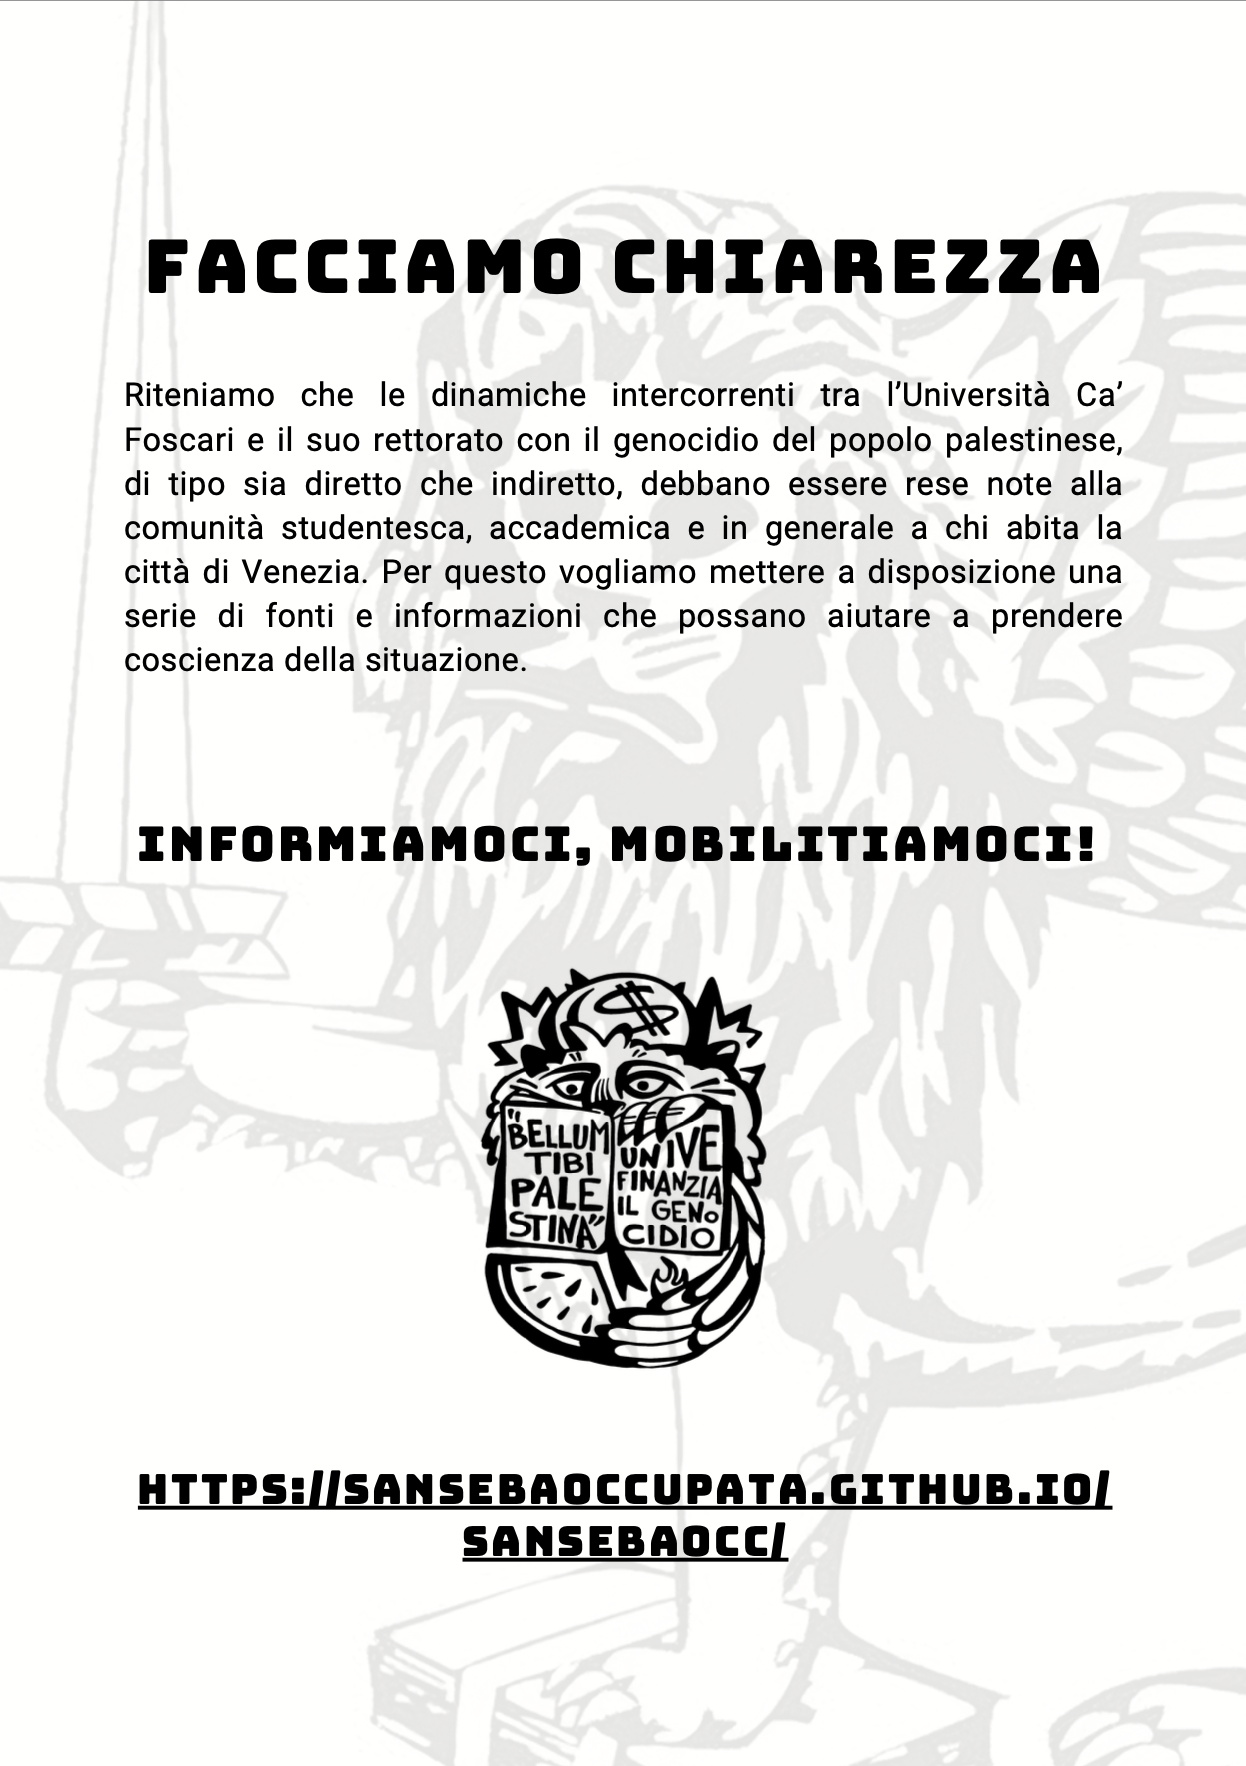 FACCIAMO CHIAREZZA
Riteniamo che le dinamiche intercorrenti tra l’Università Ca’
Foscari e il suo rettorato con il genocidio del popolo palestinese,
di tipo sia diretto che indiretto, debbano essere rese note alla
comunità studentesca, accademica e in generale a chi abita la
città di Venezia. Per questo vogliamo mettere a disposizione una
serie di fonti e informazioni che possano aiutare a prendere
coscienza della situazione.
INFORMIAMOCI, MOBILITIAMOCI!
$
"BELLUM
TIBI
PALE
STINA"
UNIVE
FINANZIA
IL GENO
CIDIO
HTTPS://SANSEBAOCCUPATA.GITHUB.IO/
SANSEBAOCC/